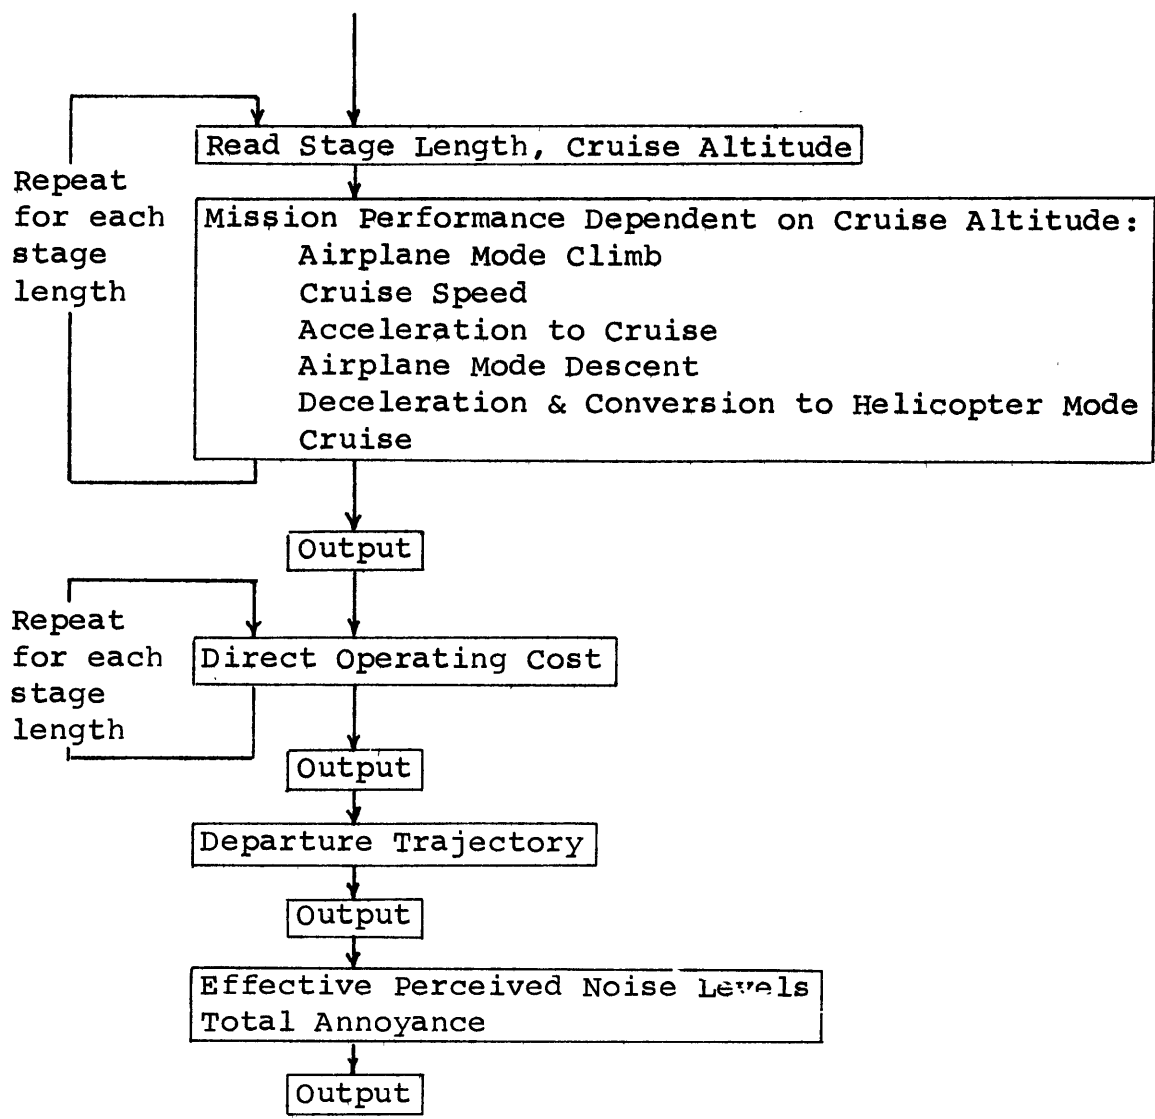 Read Stage Length, Cruise Altitude
Repeat
for each
stage
length
Mission Performance Dependent on Cruise Altitude:
Airplane Mode Climb
Cruise Speed
Acceleration to Cruise
Airplane Mode Descent
Deceleration & Conversion to Helicopter Mode
Cruise
Output
Repeat
for each
stage
length
Direct Operating Cost
Output
Departure Trajectory
Output
Effective Perceived Noise Levels
Total Annoyance
Output